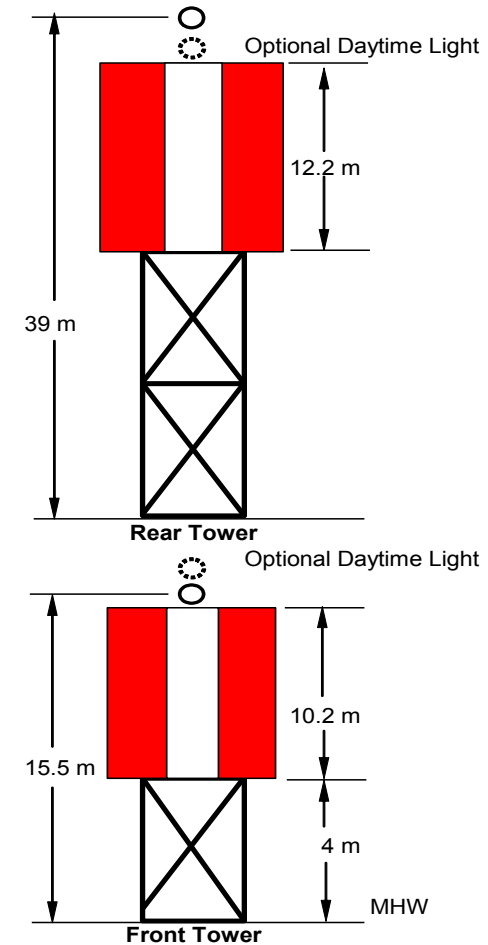 Optional Daytime Light
12.2 m
39 m
Rear Tower
Optional Daytime Light
10.2 m
15.5 m
4 m
MHW
Front Tower